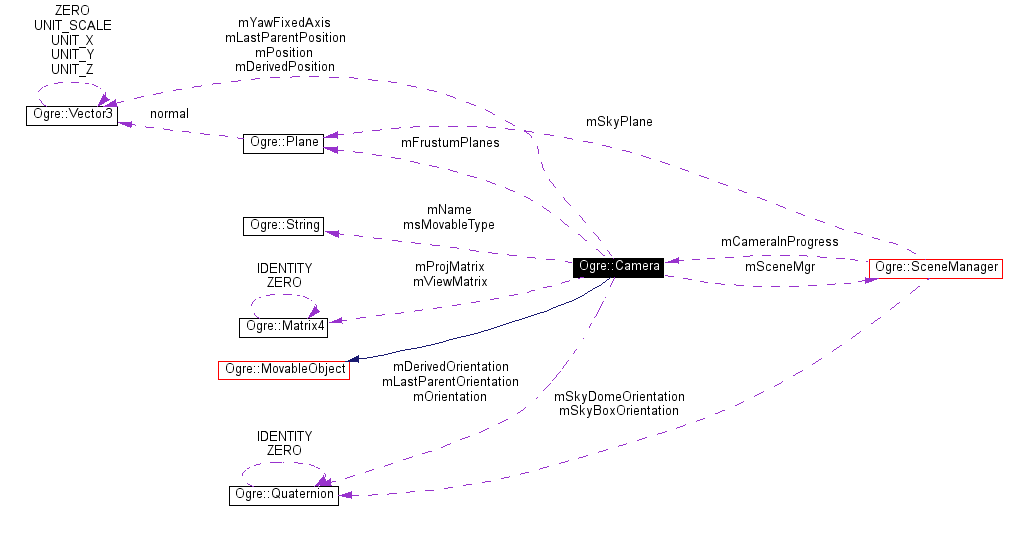 ZERO
UNIT_SCALE
UNIT_X
UNIT_Y
UNIT_Z
Ogre::Vector3
mYawFixedAxis
mLastParentPosition
mPosition
mDerivedPosition
normal
Ogre::Plane
mFrustumPlanes
mSkyPlane
Ogre::String
mName
msMovableType
Ogre::Camera
mCameraInProgress
mSceneMgr
Ogre::SceneManager
IDENTITY
ZERO
Ogre::Matrix4
mProjMatrix
mViewMatrix
Ogre::MovableObject
mDerivedOrientation
mLastParentOrientation
mOrientation
mSkyDomeOrientation
mSkyBoxOrientation
IDENTITY
ZERO
Ogre::Quaternion